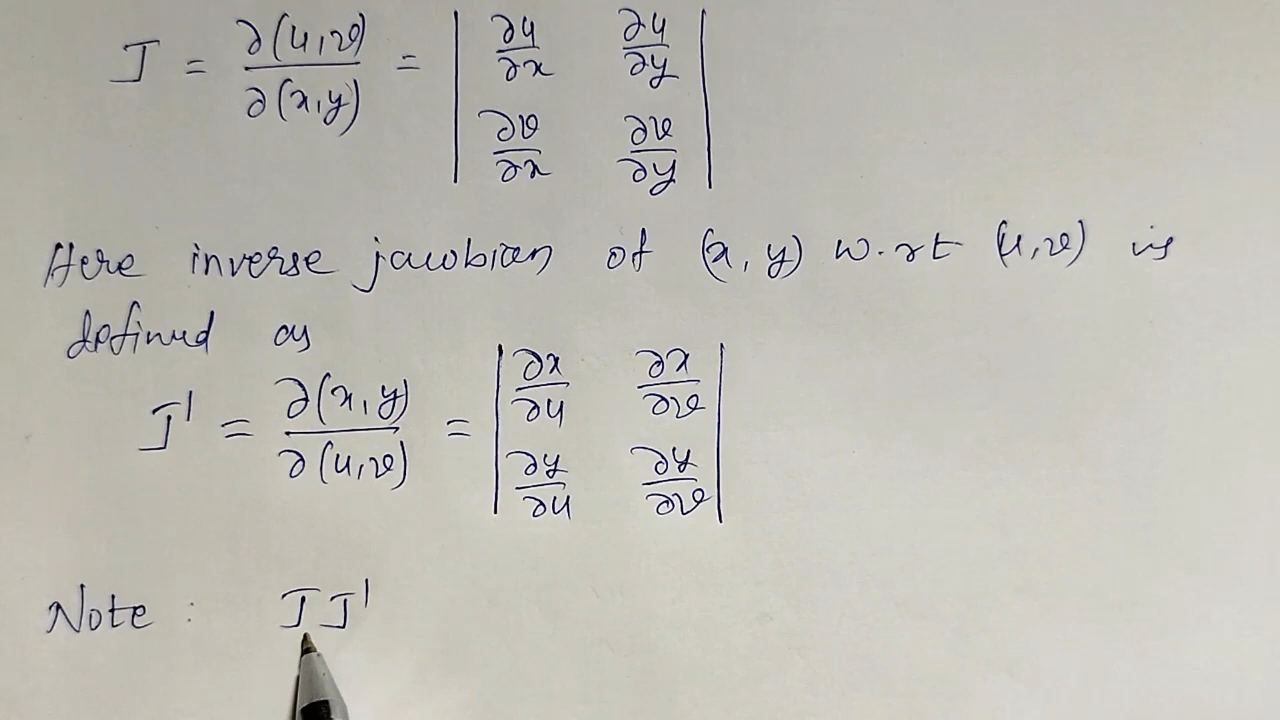 J = ∂(u,v)/∂(x,y) = | ∂u/∂x ∂u/∂y ; ∂v/∂x ∂v/∂y |
Here inverse jacobian of (x, y) w.r.t (u,v) is
defined as
J' = ∂(x,y)/∂(u,v) = | ∂x/∂u ∂x/∂v ; ∂y/∂u ∂y/∂v |
Note : JJ'